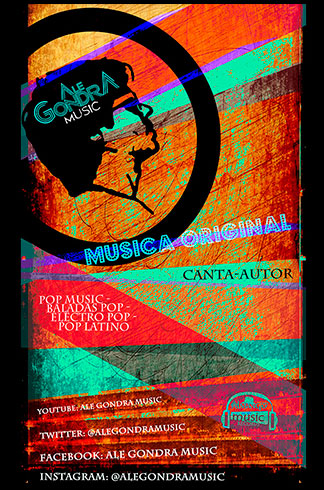 ALE
GONDRA
MUSIC
MUSICA ORIGINAL
CANTA-AUTOR
POP MUSIC -
BALADAS POP -
ELECTRO POP -
POP LATINO
YOUTUBE: ALE GONDRA MUSIC
music
TWITTER: @ALEGONDRAMUSIC
FACEBOOK: ALE GONDRA MUSIC
INSTAGRAM: @ALEGONDRAMUSIC